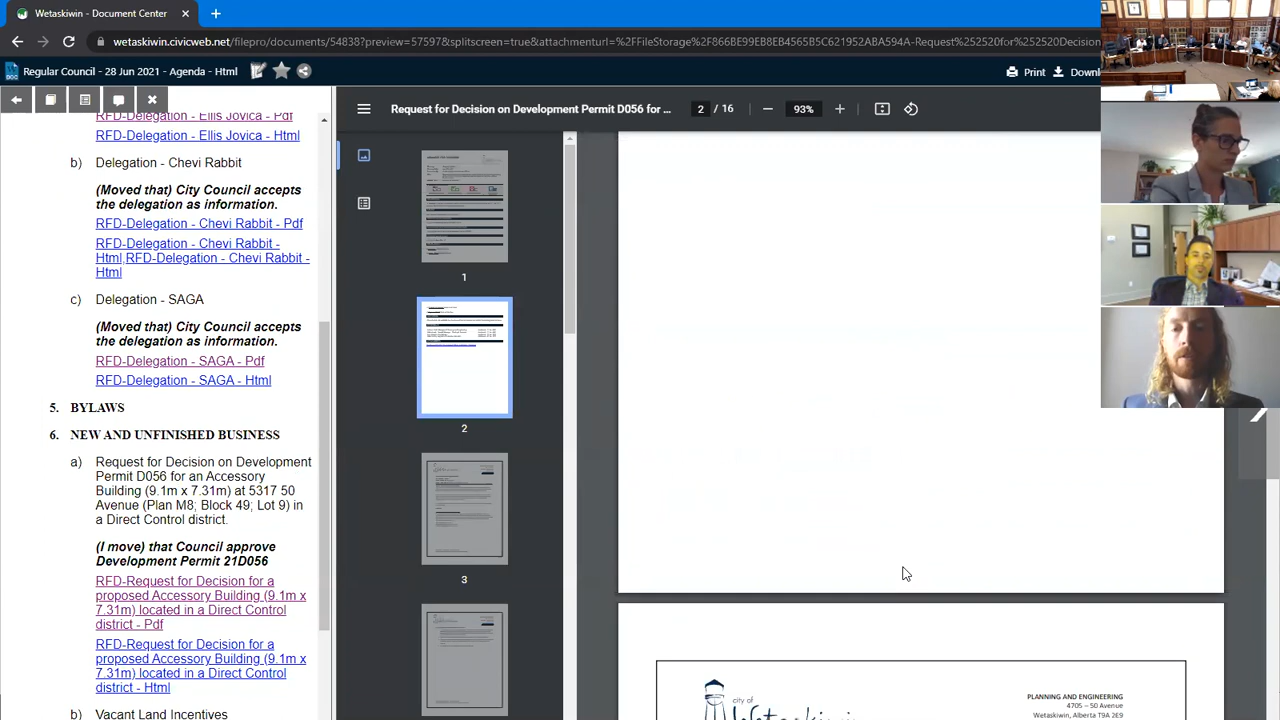 Wetaskiwin - Document Center
wetaskiwin.civicweb.net/filepro/documents/54838?preview=57597&splitscreen=true
Regular Council - 28 Jun 2021 - Agenda - Html
Print
Request for Decision on Development Permit D056 for ...
2 / 16
93%
RFD-Delegation - Ellis Jovica - Pdf
RFD-Delegation - Ellis Jovica - Html
b) Delegation - Chevi Rabbit
(Moved that) City Council accepts
the delegation as information.
RFD-Delegation - Chevi Rabbit - Pdf
RFD-Delegation - Chevi Rabbit -
Html,RFD-Delegation - Chevi Rabbit -
Html
c) Delegation - SAGA
(Moved that) City Council accepts
the delegation as information.
RFD-Delegation - SAGA - Pdf
RFD-Delegation - SAGA - Html
5. BYLAWS
6. NEW AND UNFINISHED BUSINESS
a) Request for Decision on Development
Permit D056 for an Accessory
Building (9.1m x 7.31m) at 5317 50
Avenue (Plan M8; Block 49; Lot 9) in
a Direct Control district.
(I move) that Council approve
Development Permit 21D056
RFD-Request for Decision for a
proposed Accessory Building (9.1m x
7.31m) located in a Direct Control
district - Pdf
RFD-Request for Decision for a
proposed Accessory Building (9.1m x
7.31m) located in a Direct Control
district - Html
b) Vacant Land Incentives
1
2
3
city of
Wetaskiwin
PLANNING AND ENGINEERING
4705 – 50 Avenue
Wetaskiwin, Alberta T9A 2E9